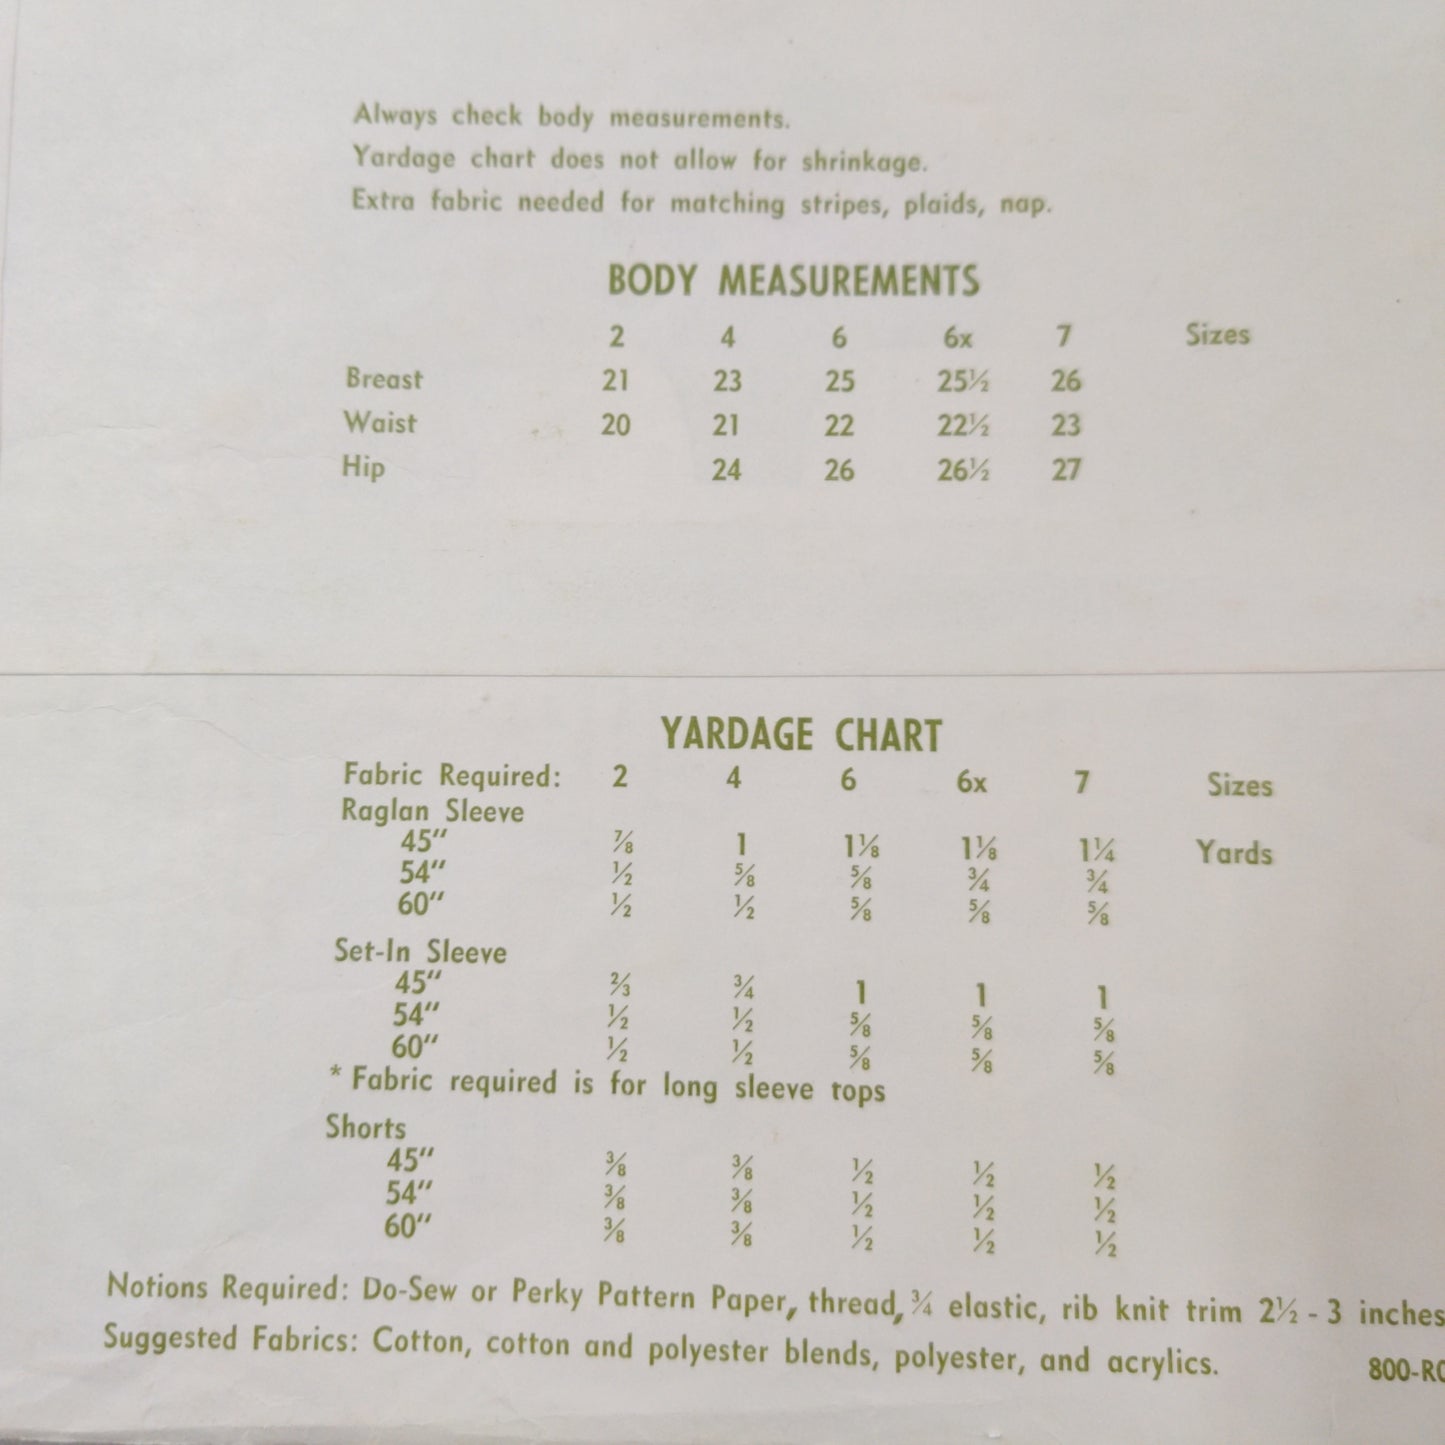 Always check body measurements.
Yardage chart does not allow for shrinkage.
Extra fabric needed for matching stripes, plaids, nap.
BODY MEASUREMENTS
2 4 6 6x 7 Sizes
Breast 21 23 25 25½ 26
Waist 20 21 22 22½ 23
Hip 24 26 26½ 27
YARDAGE CHART
Fabric Required: 2 4 6 6x 7 Sizes
Raglan Sleeve
45" ⅞ 1 1⅛ 1⅛ 1¼ Yards
54" ½ ⅝ ⅝ ¾ ¾
60" ½ ½ ⅝ ⅝ ⅝
Set-In Sleeve
45" ⅔ ¾ 1 1 1
54" ½ ½ ⅝ ⅝ ⅝
60" ½ ½ ⅝ ⅝ ⅝
* Fabric required is for long sleeve tops
Shorts
45" ⅜ ⅜ ½ ½ ½
54" ⅜ ⅜ ½ ½ ½
60" ⅜ ⅜ ½ ½ ½
Notions Required: Do-Sew or Perky Pattern Paper, thread, ¾ elastic, rib knit trim 2½ - 3 inches
Suggested Fabrics: Cotton, cotton and polyester blends, polyester, and acrylics.